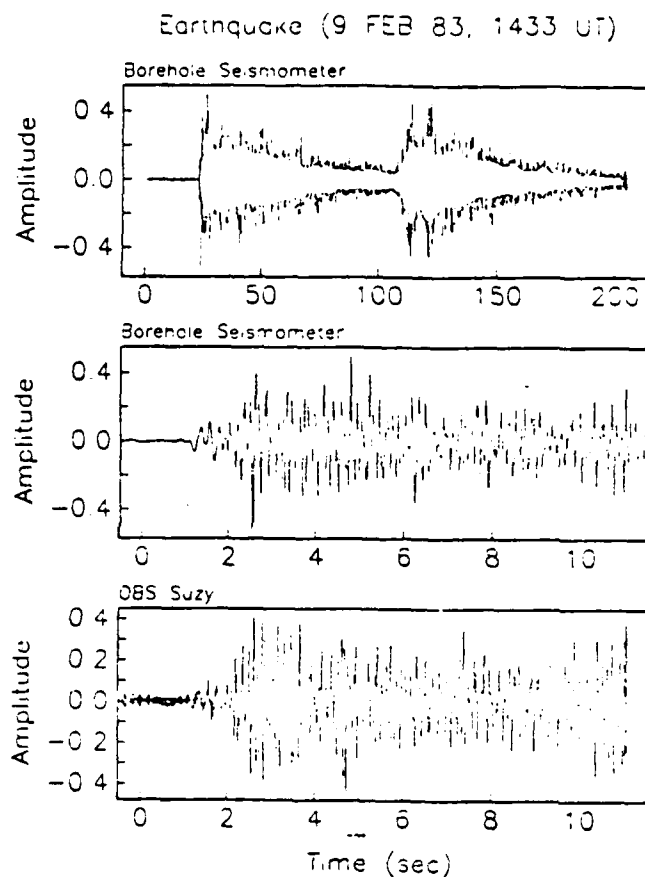 Earthquake (9 FEB 83, 1433 UT)
Borehole Seismometer
Amplitude
0.4
0.0
-0.4
0 50 100 150 200
Borehole Seismometer
Amplitude
0.4
0.0
-0.4
0 2 4 6 8 10
OBS Suzy
Amplitude
0.4
0.2
0.0
-0.2
-0.4
0 2 4 6 8 10
Time (sec)